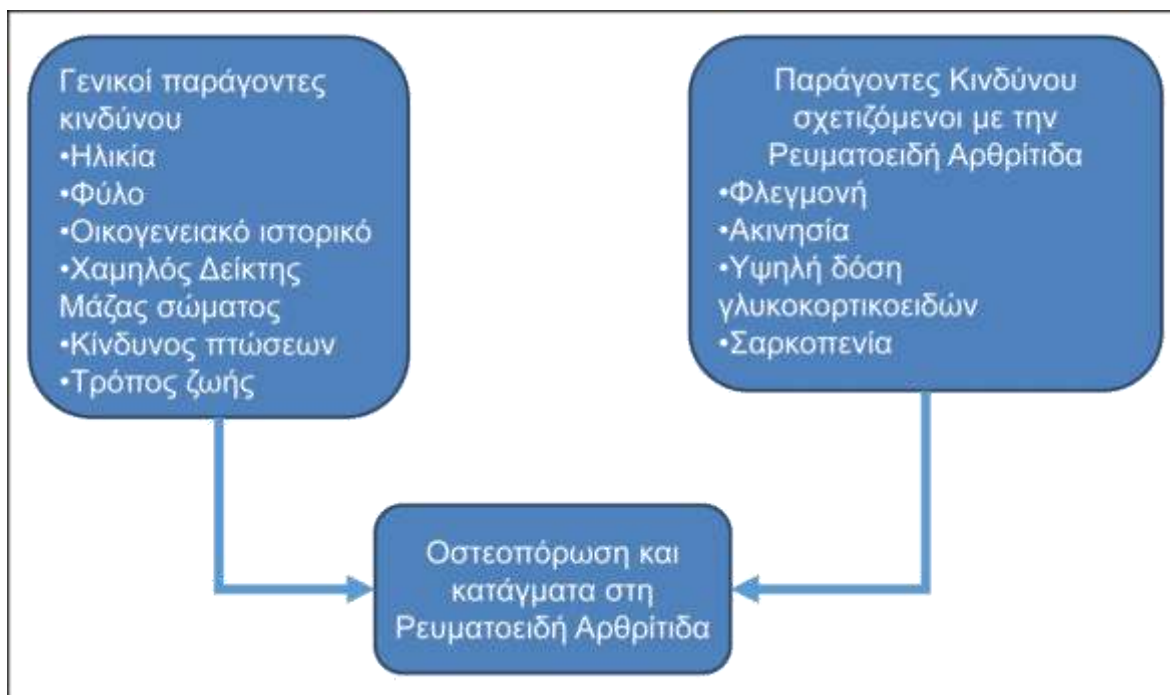 Γενικοί παράγοντες
κινδύνου
•Ηλικία
•Φύλο
•Οικογενειακό ιστορικό
•Χαμηλός Δείκτης
Μάζας σώματος
•Κίνδυνος πτώσεων
•Τρόπος ζωής
Παράγοντες Κινδύνου
σχετιζόμενοι με την
Ρευματοειδή Αρθρίτιδα
•Φλεγμονή
•Ακινησία
•Υψηλή δόση
γλυκοκορτικοειδών
•Σαρκοπενία
Οστεοπόρωση και
κατάγματα στη
Ρευματοειδή Αρθρίτιδα